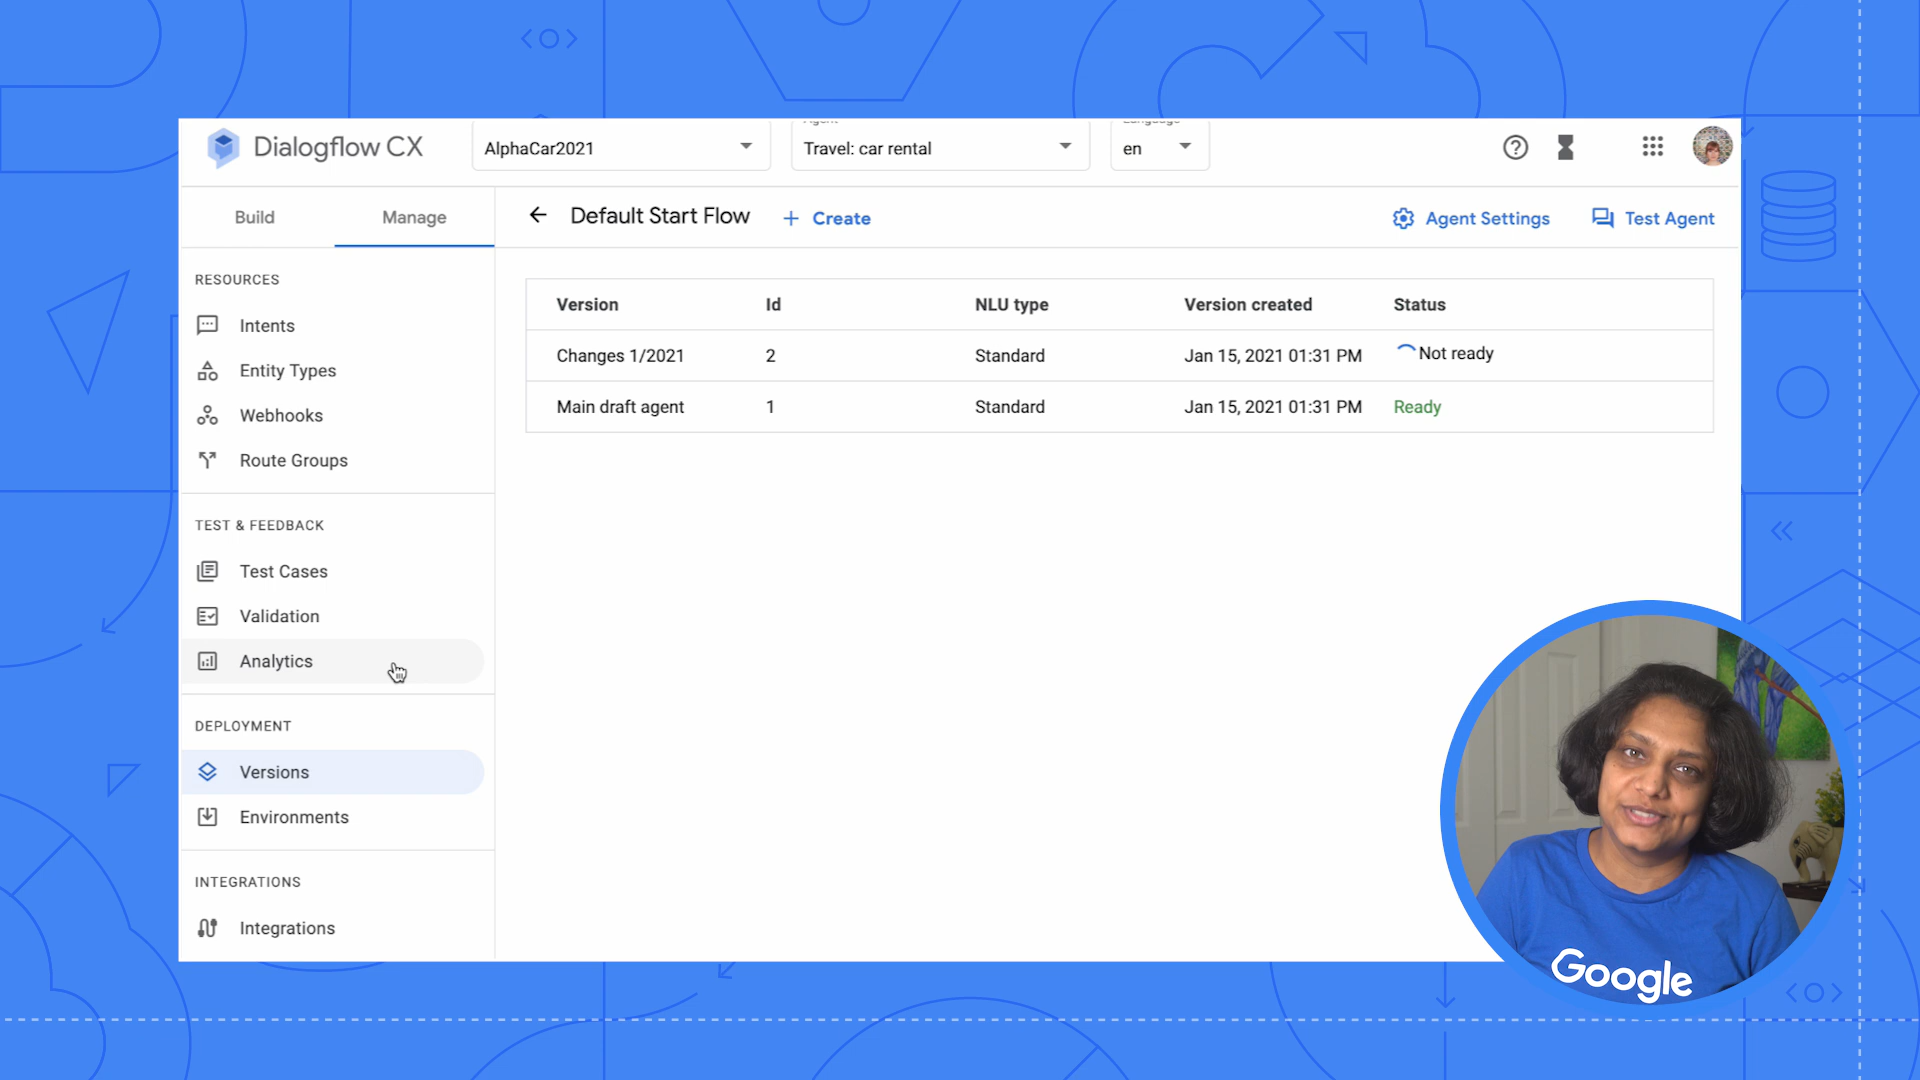 Dialogflow CX
AlphaCar2021
Agent
Travel: car rental
Language
en
Build
Manage
Default Start Flow
+ Create
Agent Settings
Test Agent
RESOURCES
Intents
Entity Types
Webhooks
Route Groups
TEST & FEEDBACK
Test Cases
Validation
Analytics
DEPLOYMENT
Versions
Environments
INTEGRATIONS
Integrations
Version Id NLU type Version created Status
Changes 1/2021 2 Standard Jan 15, 2021 01:31 PM Not ready
Main draft agent 1 Standard Jan 15, 2021 01:31 PM Ready
Google